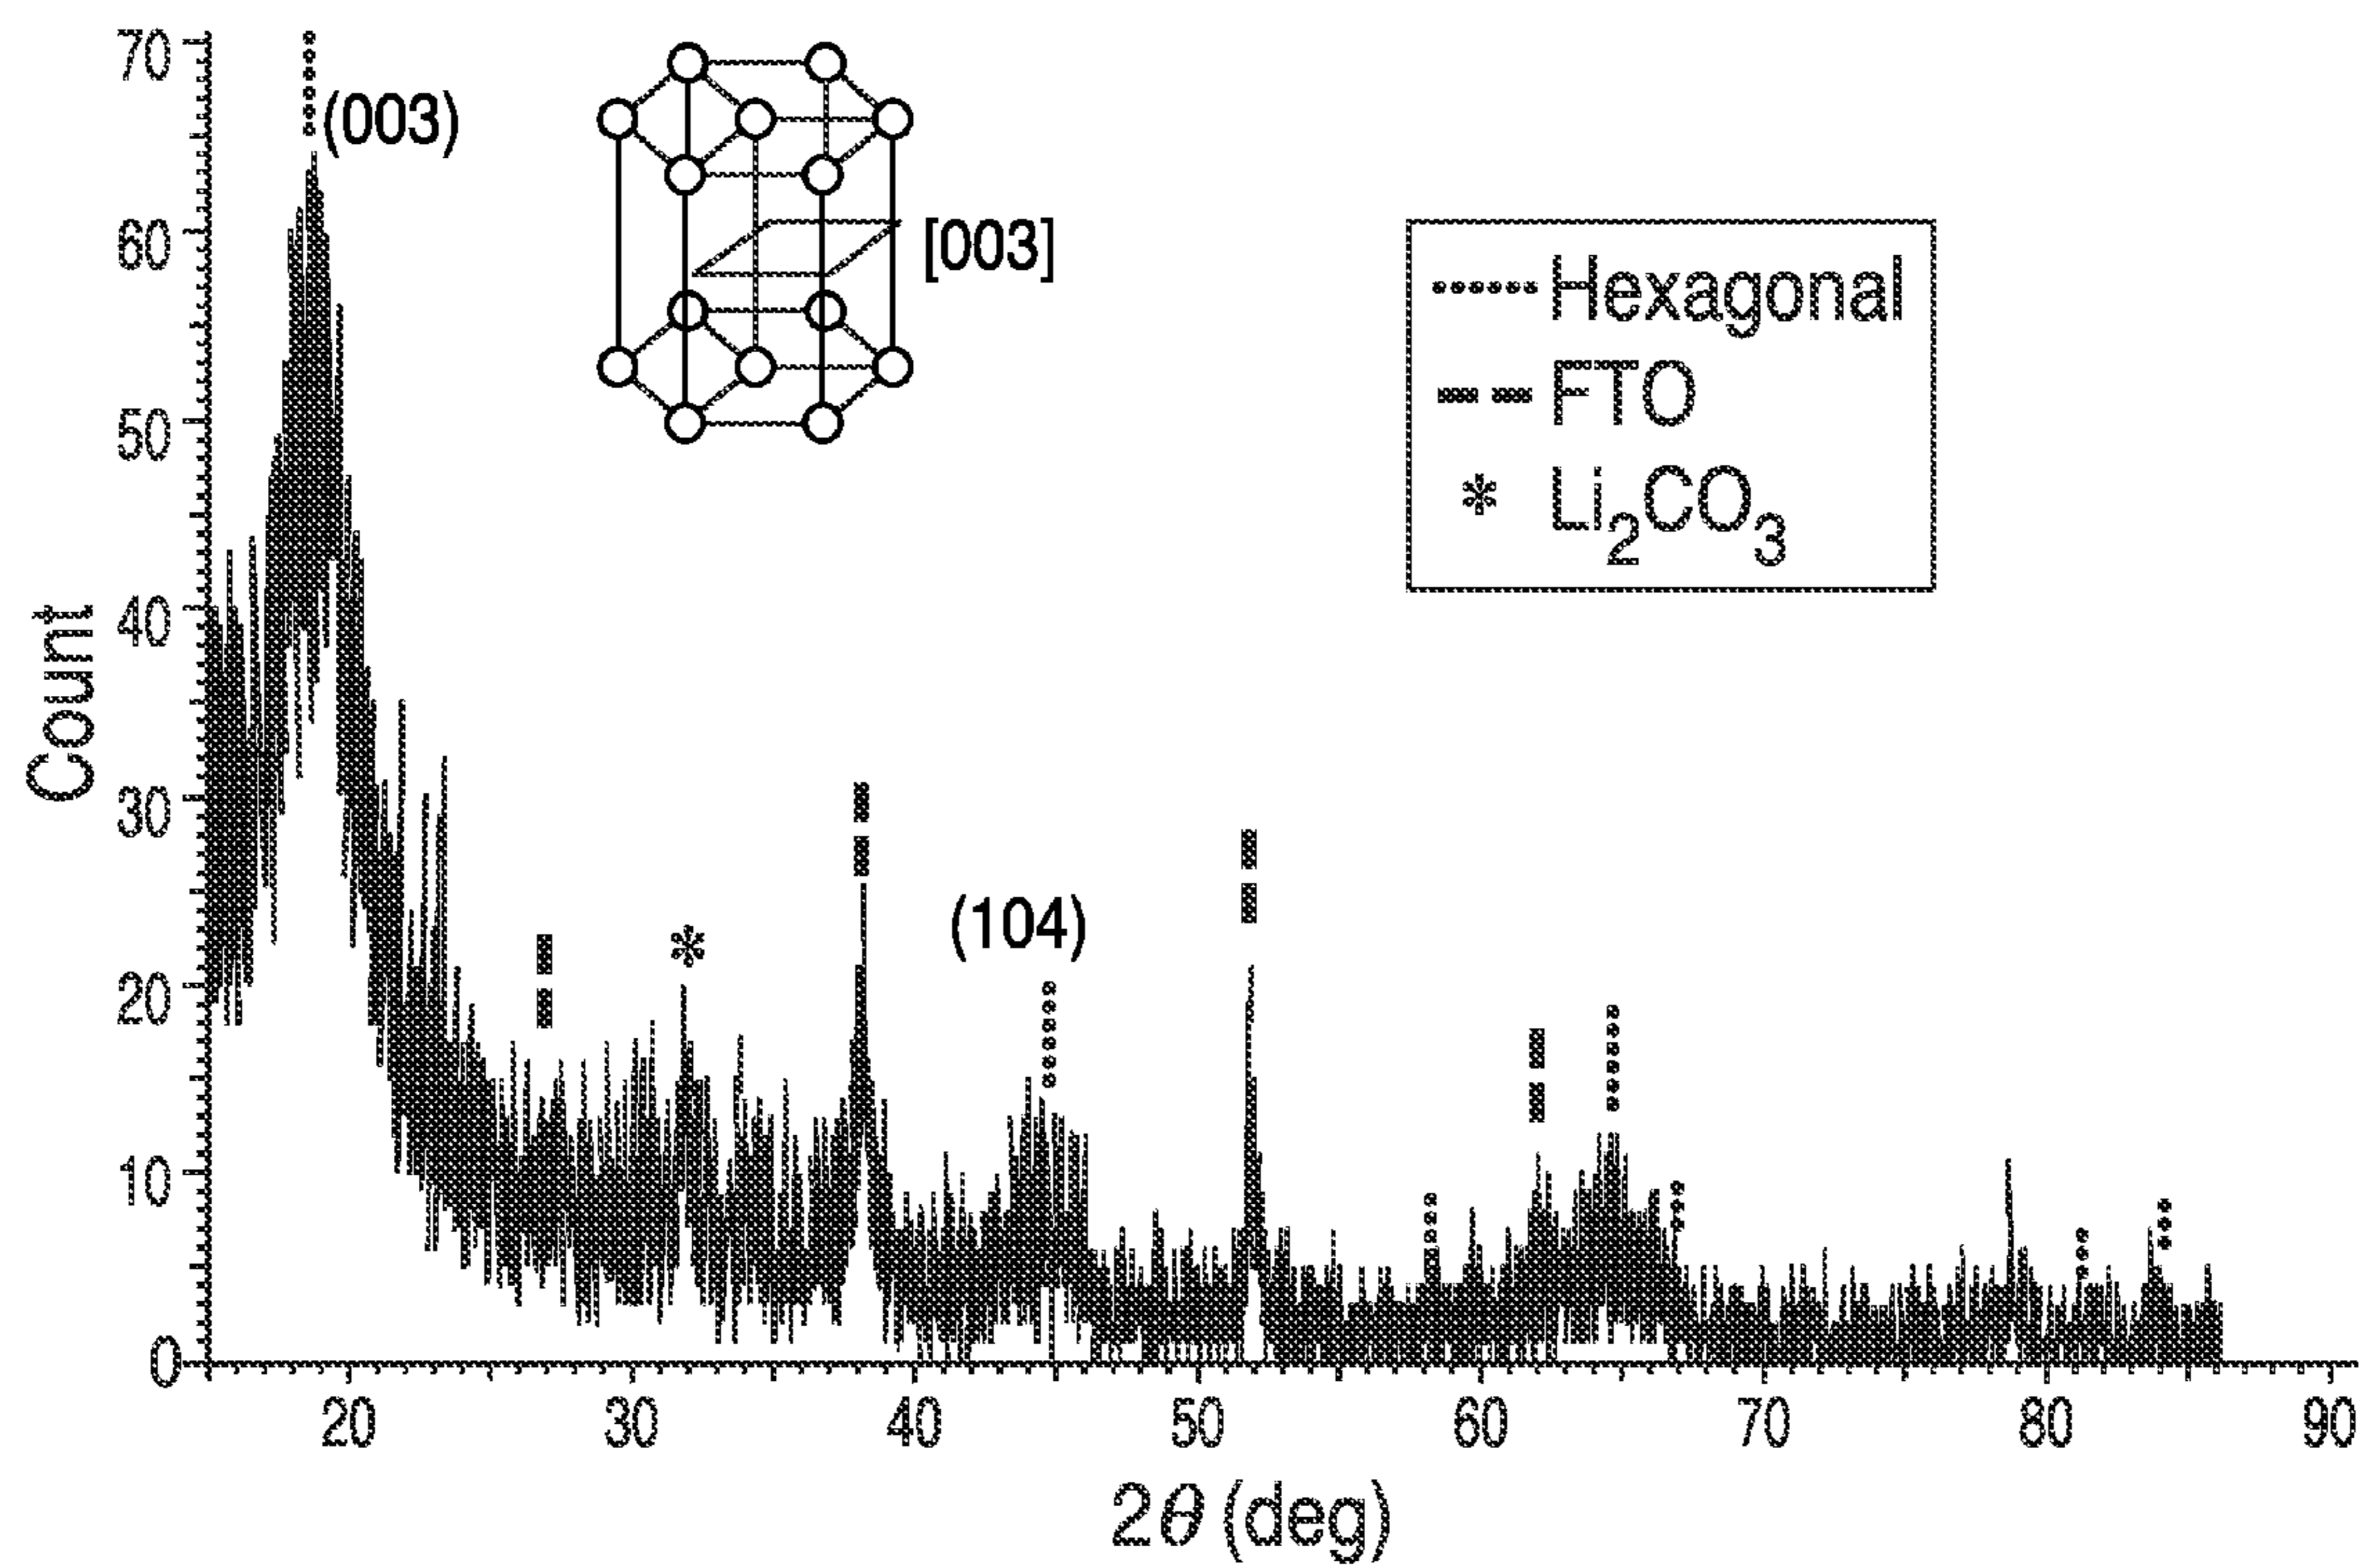 70
60
50
40
30
20
10
0
Count
(003)
[003]
(104)
Hexagonal
FTO
* Li₂CO₃
20 30 40 50 60 70 80 90
2θ (deg)